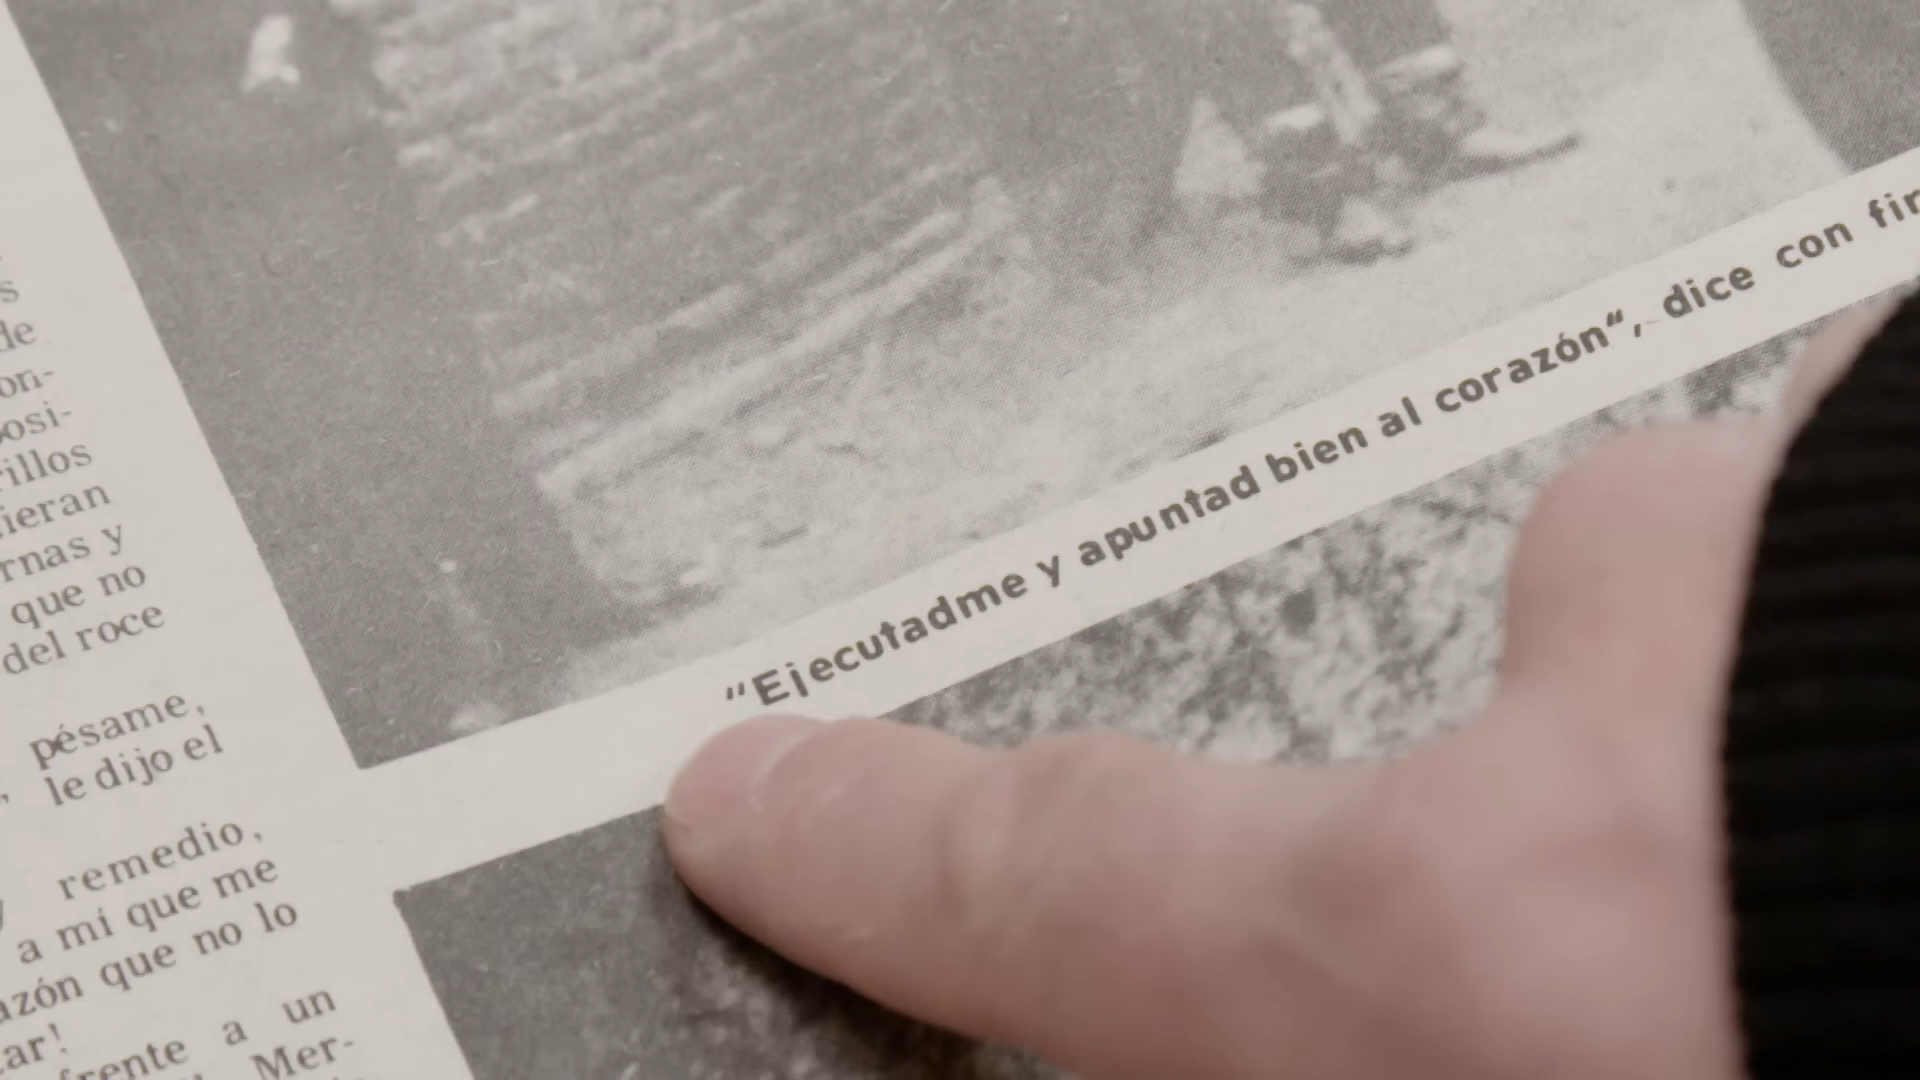 s
de
on-
osi-
rillos
ieran
rnas y
que no
del roce
pésame,
, le dijo el
y remedio,
a mí que me
azón que no lo
ar!
frente a un
Mer-
“Ejecutadme y apuntad bien al corazón“, dice con fir